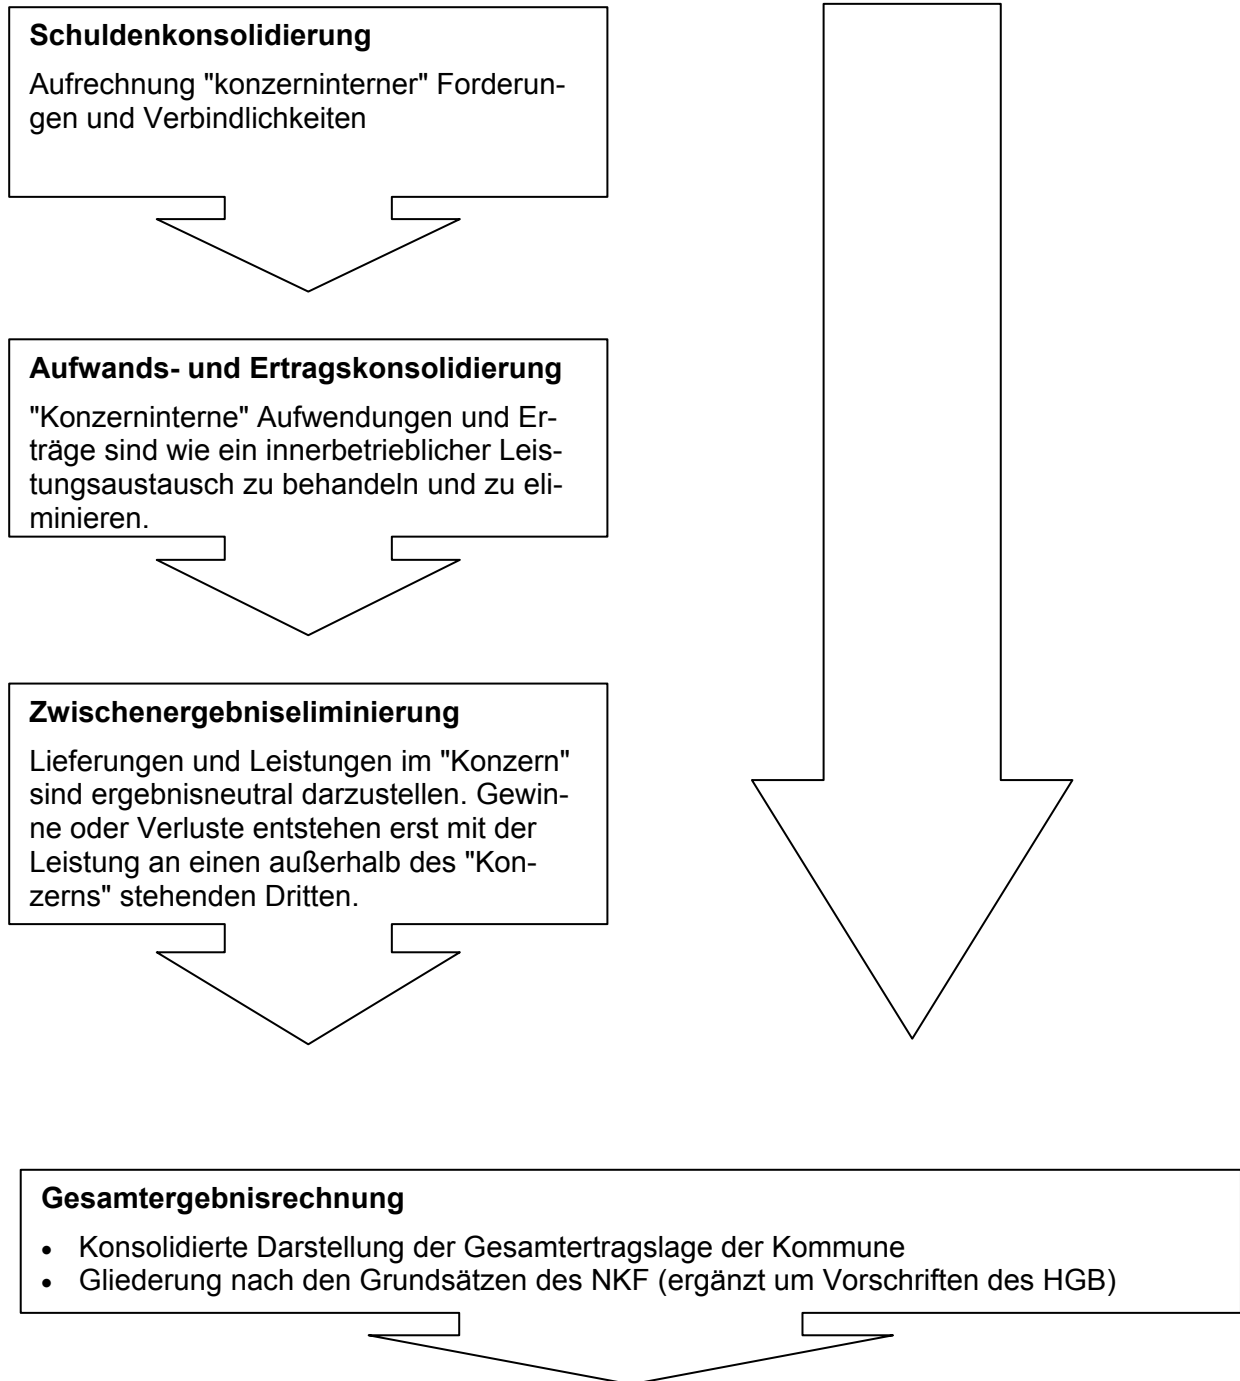 Schuldenkonsolidierung
Aufrechnung "konzerninterner" Forderun-
gen und Verbindlichkeiten
Aufwands- und Ertragskonsolidierung
"Konzerninterne" Aufwendungen und Er-
träge sind wie ein innerbetrieblicher Leis-
tungsaustausch zu behandeln und zu eli-
minieren.
Zwischenergebniseliminierung
Lieferungen und Leistungen im "Konzern"
sind ergebnisneutral darzustellen. Gewin-
ne oder Verluste entstehen erst mit der
Leistung an einen außerhalb des "Kon-
zerns" stehenden Dritten.
Gesamtergebnisrechnung
• Konsolidierte Darstellung der Gesamtertragslage der Kommune
• Gliederung nach den Grundsätzen des NKF (ergänzt um Vorschriften des HGB)